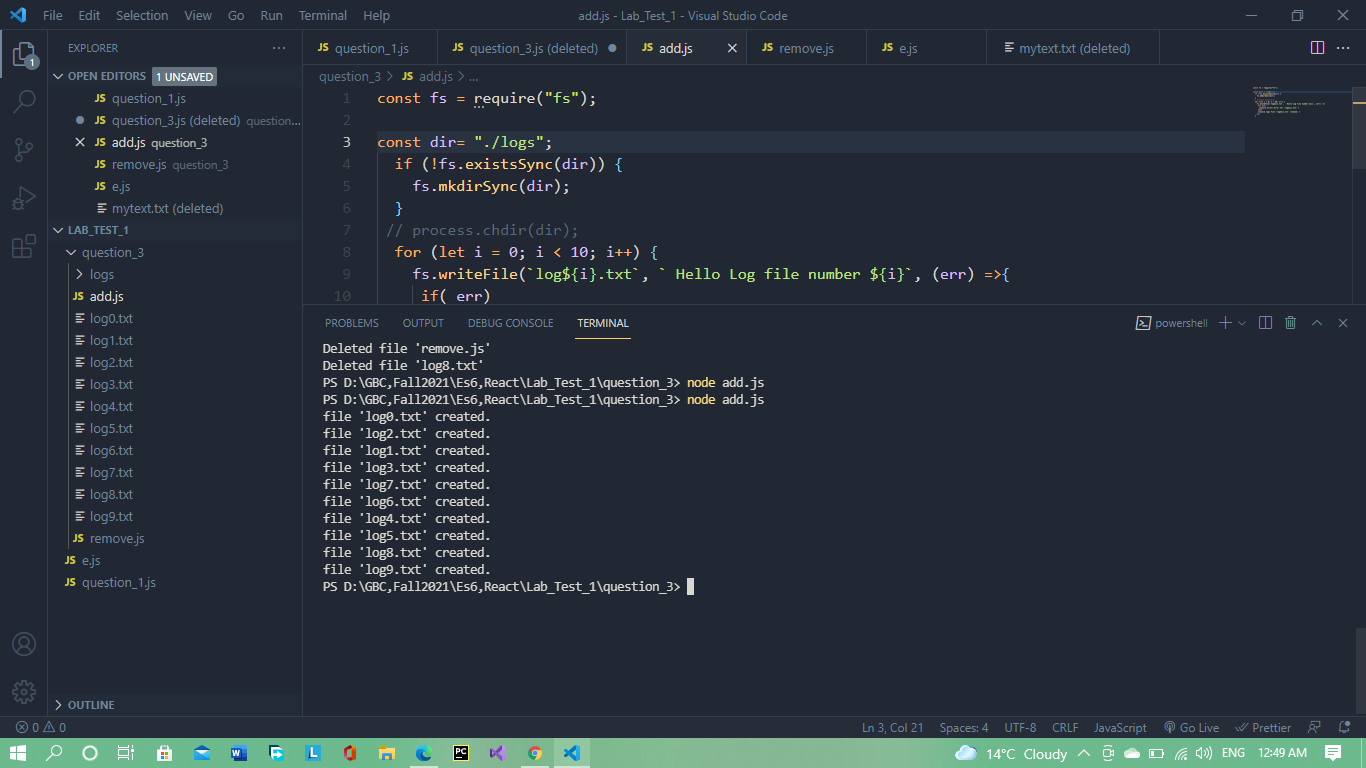 File Edit Selection View Go Run Terminal Help
add.js - Lab_Test_1 - Visual Studio Code
EXPLORER
OPEN EDITORS 1 UNSAVED
JS question_1.js
JS question_3.js (deleted) question...
JS add.js question_3
JS remove.js question_3
JS e.js
mytext.txt (deleted)
LAB_TEST_1
question_3
logs
JS add.js
log0.txt
log1.txt
log2.txt
log3.txt
log4.txt
log5.txt
log6.txt
log7.txt
log8.txt
log9.txt
JS remove.js
JS e.js
JS question_1.js
OUTLINE
1
JS question_1.js JS question_3.js (deleted) JS add.js JS remove.js JS e.js mytext.txt (deleted)
question_3 > JS add.js > ...
1 const fs = require("fs");
2
3 const dir= "./logs";
4 if (!fs.existsSync(dir)) {
5 fs.mkdirSync(dir);
6 }
7 // process.chdir(dir);
8 for (let i = 0; i < 10; i++) {
9 fs.writeFile(`log${i}.txt`, ` Hello Log file number ${i}`, (err) =>{
10 if( err)
PROBLEMS OUTPUT DEBUG CONSOLE TERMINAL
powershell
Deleted file 'remove.js'
Deleted file 'log8.txt'
PS D:\GBC,Fall2021\Es6,React\Lab_Test_1\question_3> node add.js
PS D:\GBC,Fall2021\Es6,React\Lab_Test_1\question_3> node add.js
file 'log0.txt' created.
file 'log2.txt' created.
file 'log1.txt' created.
file 'log3.txt' created.
file 'log7.txt' created.
file 'log6.txt' created.
file 'log4.txt' created.
file 'log5.txt' created.
file 'log8.txt' created.
file 'log9.txt' created.
PS D:\GBC,Fall2021\Es6,React\Lab_Test_1\question_3>
0 0
Ln 3, Col 21 Spaces: 4 UTF-8 CRLF JavaScript Go Live Prettier
W L PC
14°C Cloudy ENG 12:49 AM